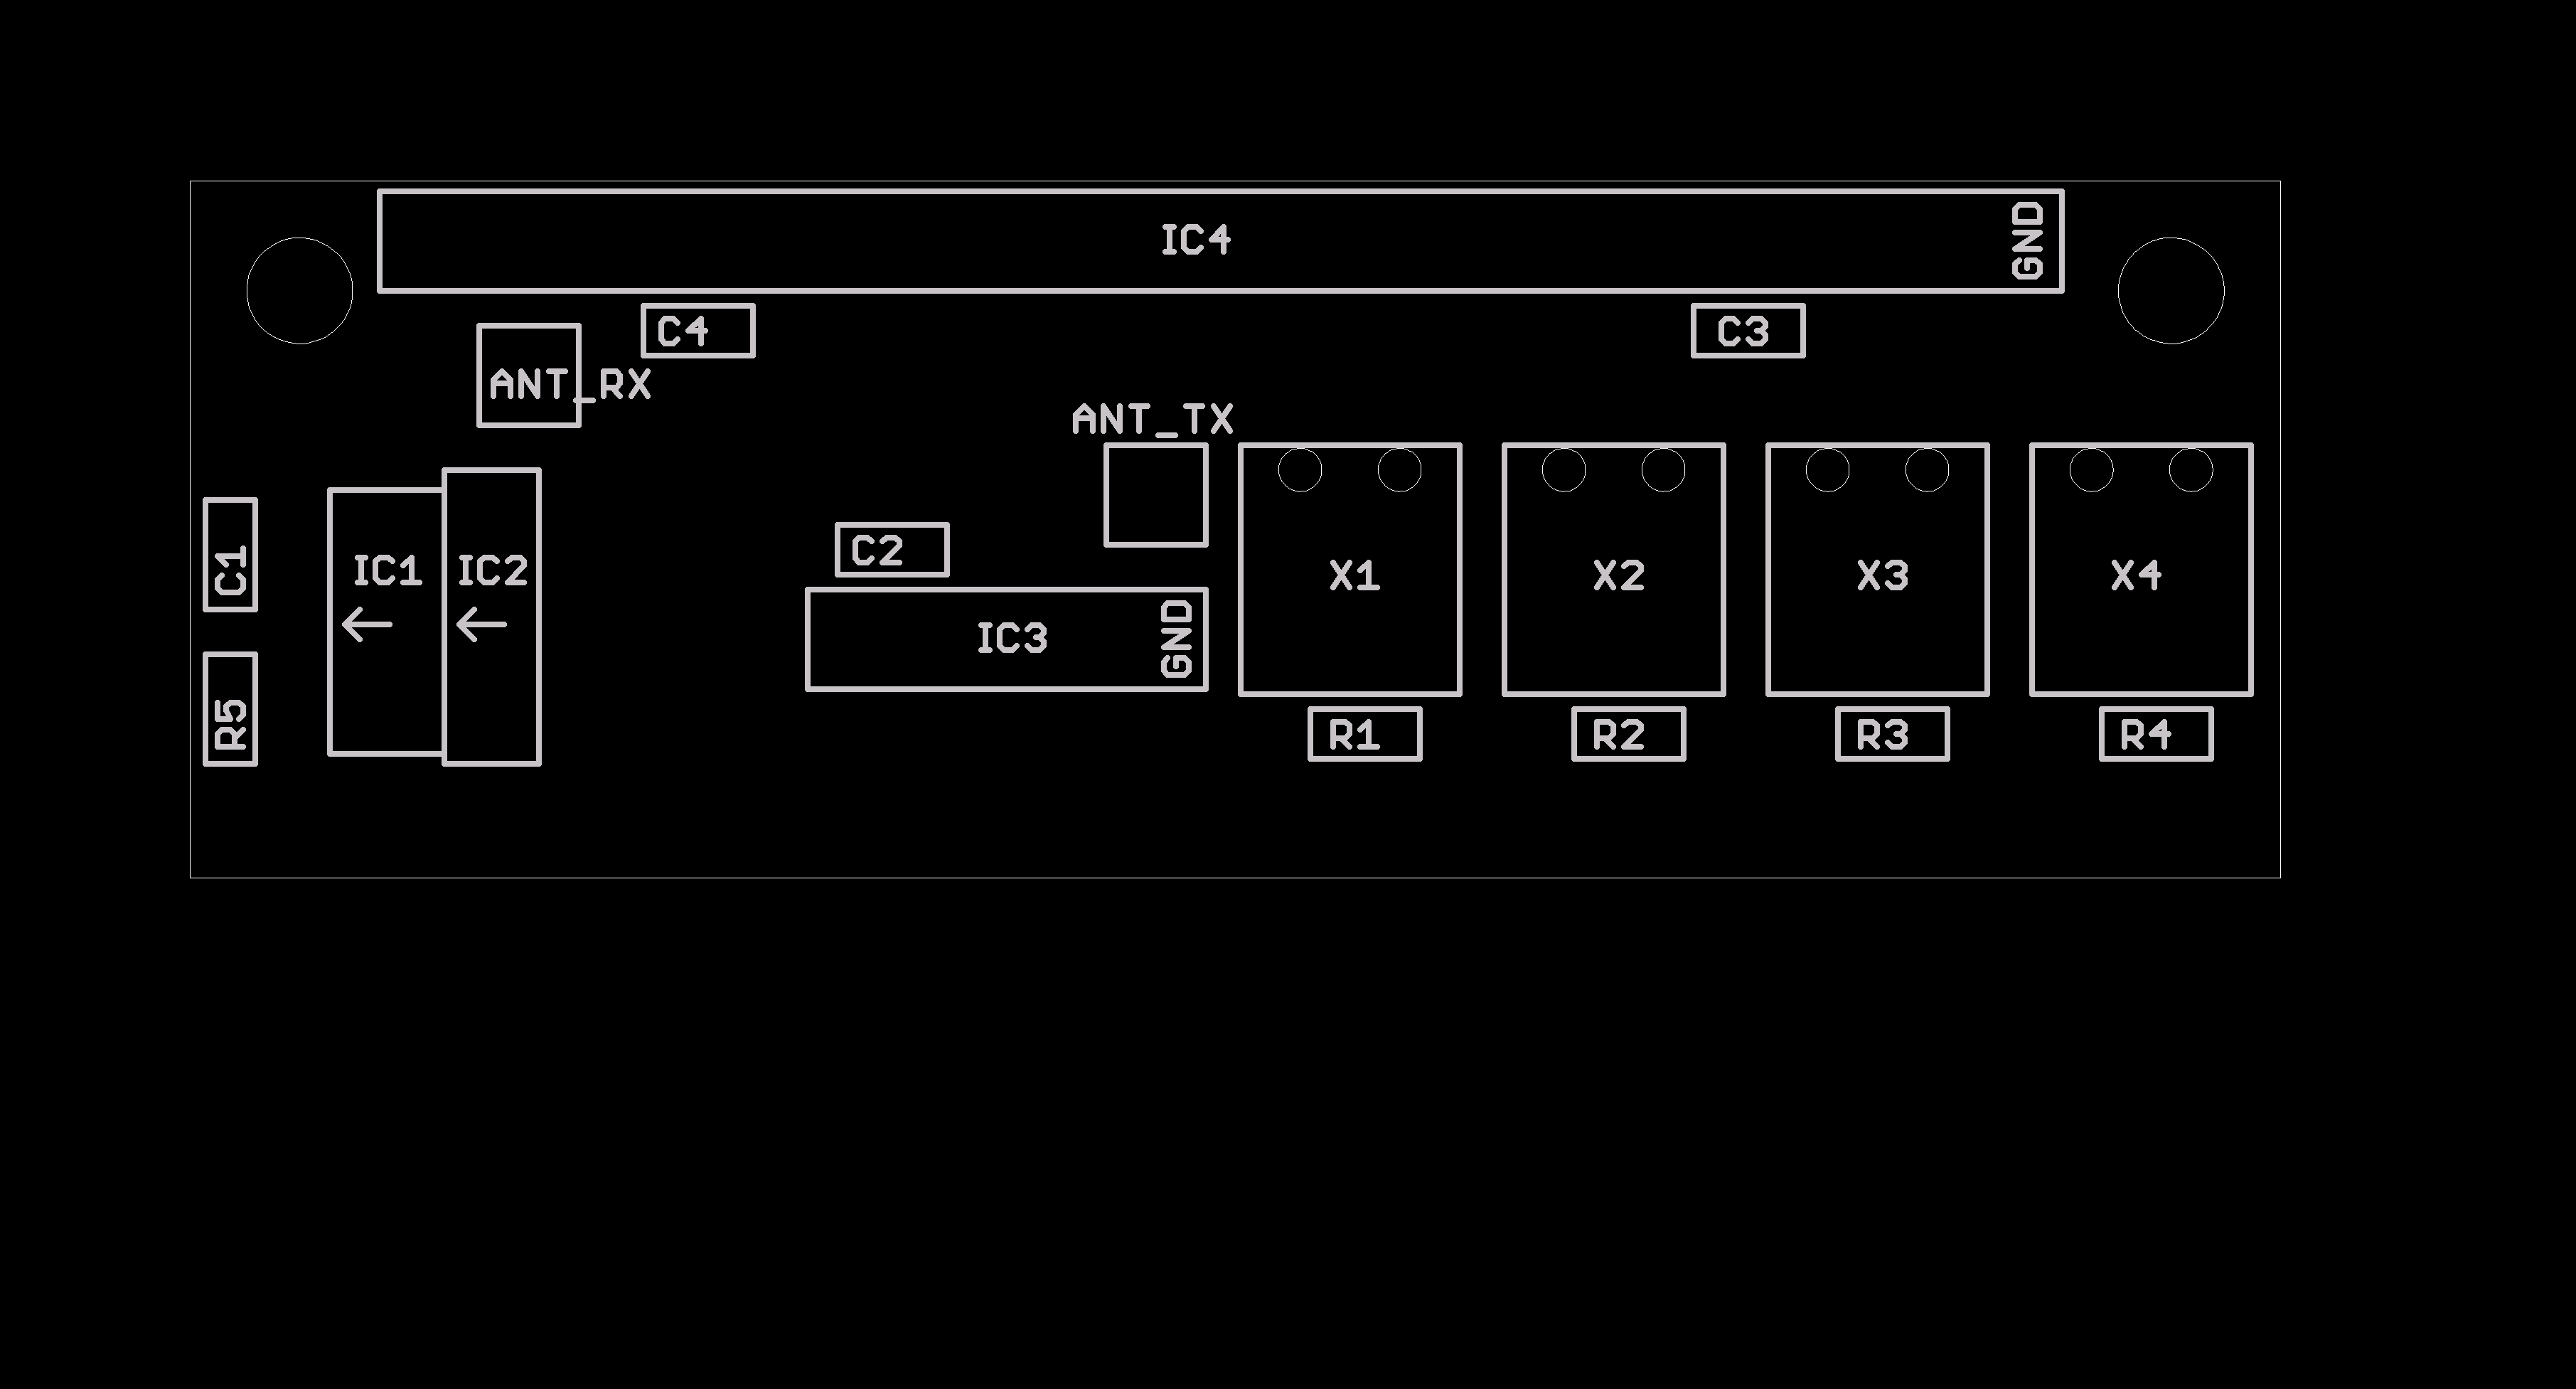 IC4
GND
C4
C3
ANT_RX
ANT_TX
C1
IC1
IC2
C2
X1
X2
X3
X4
IC3
GND
R5
R1
R2
R3
R4